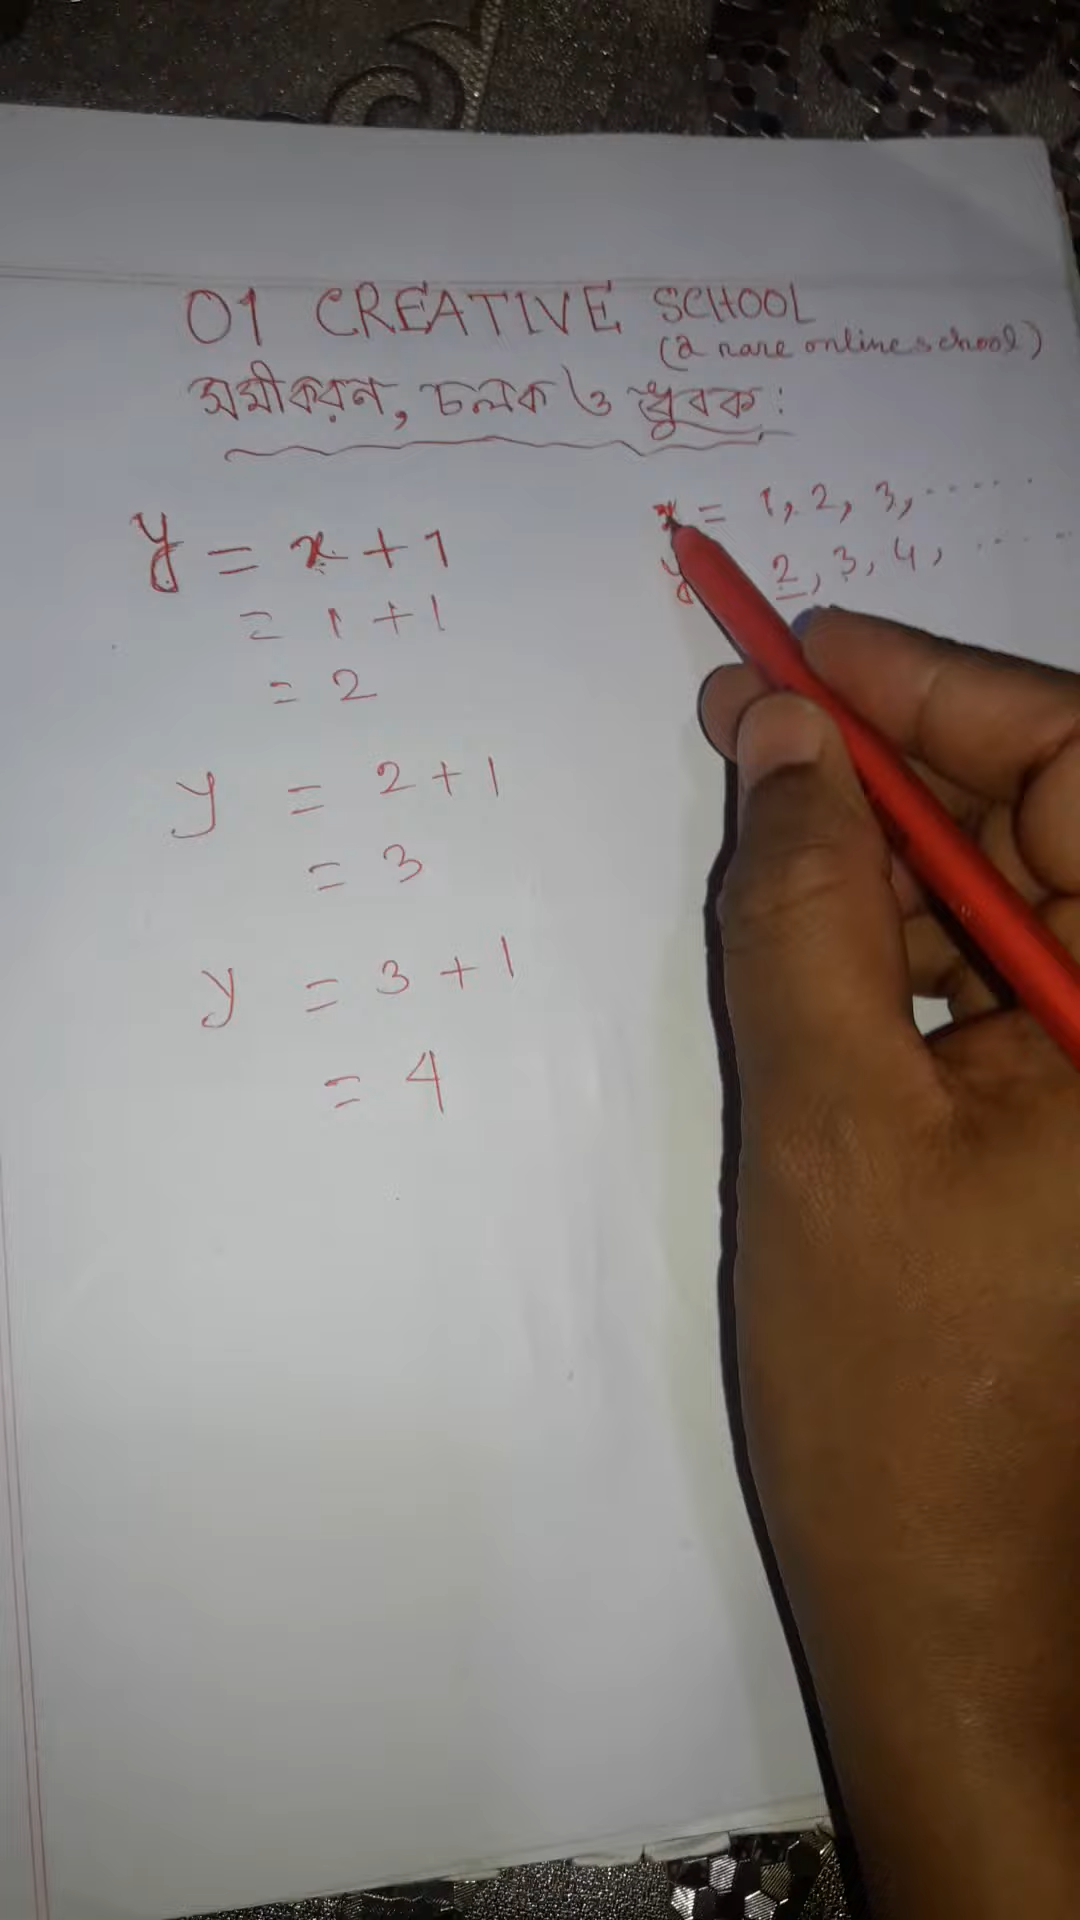 01 CREATIVE SCHOOL
(a rare online school)
সমীকরণ, চলক ও ধ্রুবক:
y = x + 1
= 1 + 1
= 2
y = 2 + 1
= 3
y = 3 + 1
= 4
x = 1, 2, 3, .....
y 2, 3, 4, .....